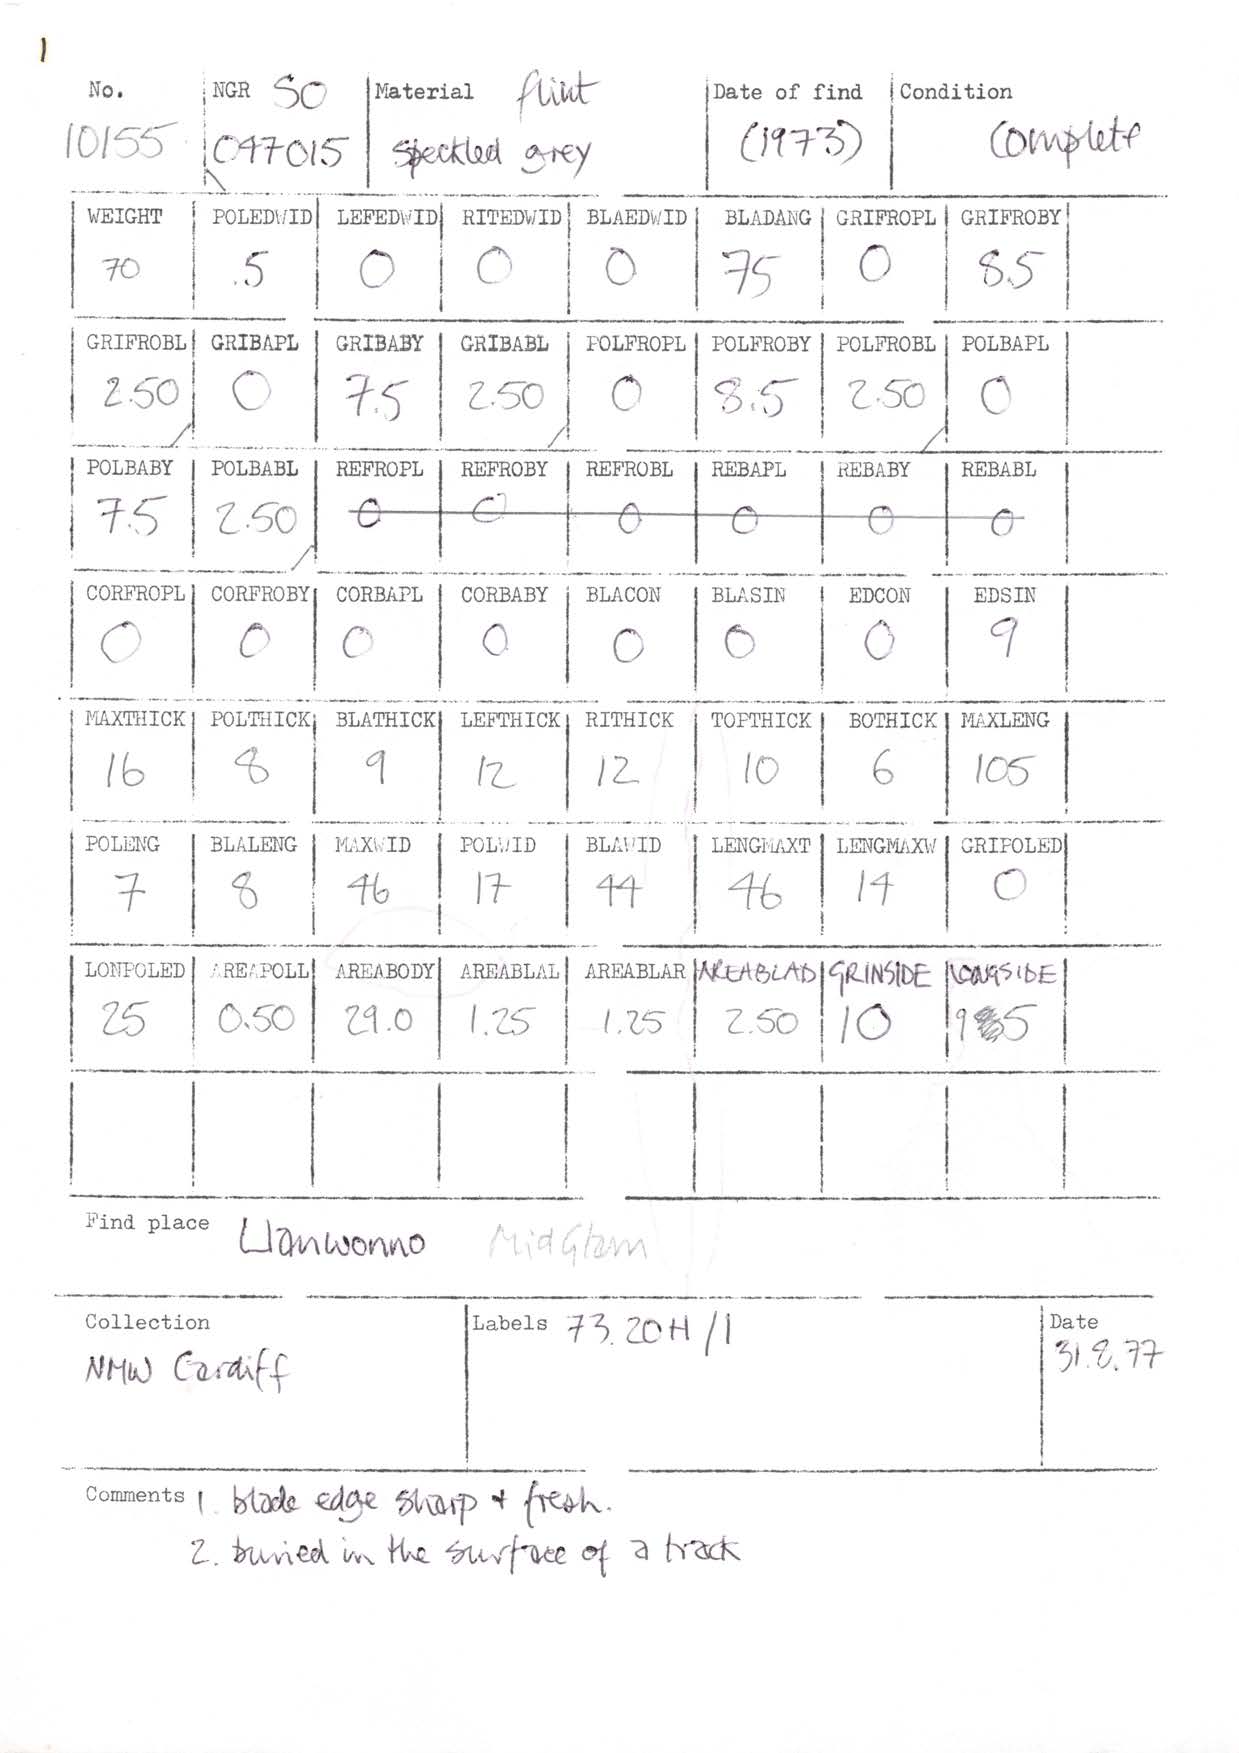 1
No. NGR SO Material flint Date of find Condition
10155 047015 speckled grey (1973) Complete
WEIGHT POLEDWID LEFEDWID RITEDWID BLAEDWID BLADANG GRIFROPL GRIFROBY
70 .5 0 0 0 75 0 8.5
GRIFROBL GRIBAPL GRIBABY GRIBABL POLFROPL POLFROBY POLFROBL POLBAPL
2.50 0 7.5 2.50 0 8.5 2.50 0
POLBABY POLBABL REFROPL REFROBY REFROBL REBAPL REBABY REBABL
7.5 2.50 0 0 0 0 0 0
CORFROPL CORFROBY CORBAPL CORBABY BLACON BLASIN EDCON EDSIN
0 0 0 0 0 0 0 9
MAXTHICK POLTHICK BLATHICK LEFTHICK RITHICK TOPTHICK BOTHICK MAXLENG
16 8 9 12 12 10 6 105
POLENG BLALENG MAXWID POLWID BLAWID LENGMAXT LENGMAXW GRIPOLED
7 8 46 17 44 46 14 0
LONPOLED AREAPOLL AREABODY AREABLAL AREABLAR AREABLAD GRINSIDE LONGSIDE
25 0.50 29.0 1.25 1.25 2.50 10 95
Find place Llanwonno Mid Glam
Collection Labels 73.20H/1 Date
NMW Cardiff 31.8.77
Comments 1. blade edge sharp + fresh.
2. buried in the surface of a track